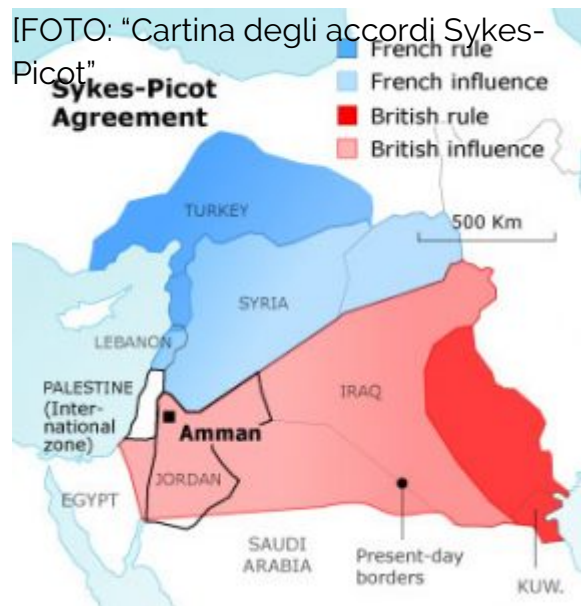 [FOTO: “Cartina degli accordi Sykes-
Picot”
Sykes-Picot
Agreement
French rule
French influence
British rule
British influence
500 Km
TURKEY
SYRIA
LEBANON
PALESTINE
(Inter-
national
zone)
Amman
IRAQ
JORDAN
EGYPT
SAUDI
ARABIA
Present-day
borders
KUW.